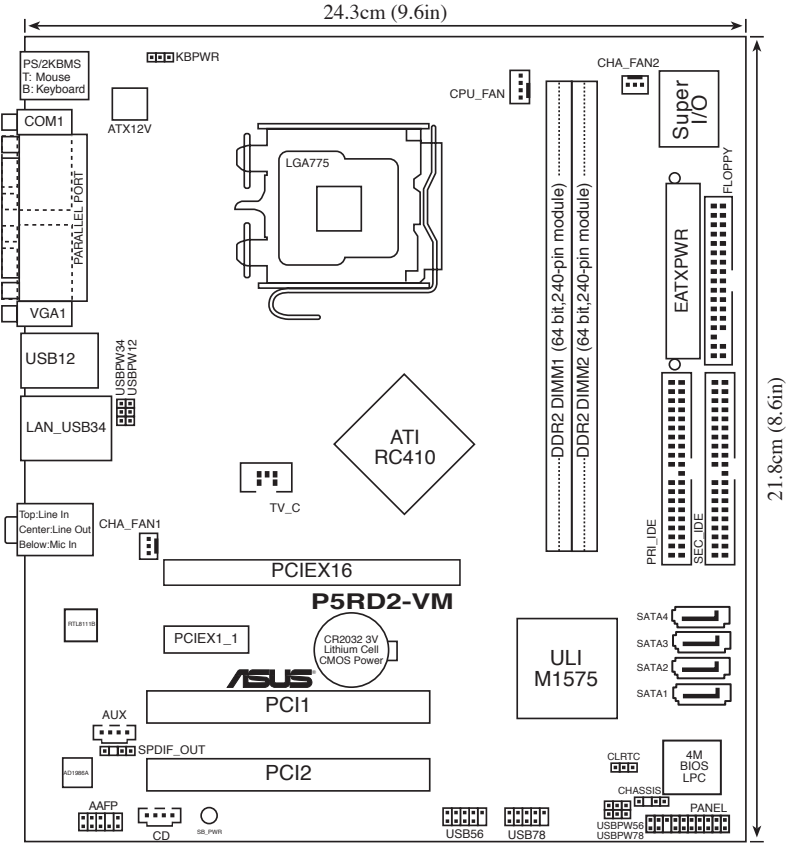 24.3cm (9.6in)
PS/2KBMS
T: Mouse
B: Keyboard
KBPWR
CPU_FAN
CHA_FAN2
Super
I/O
ATX12V
COM1
PARALLEL PORT
VGA1
LGA775
FLOPPY
EATXPWR
DDR2 DIMM1 (64 bit,240-pin module)
DDR2 DIMM2 (64 bit,240-pin module)
USB12
USBPW34
USBPW12
LAN_USB34
ATI
RC410
21.8cm (8.6in)
TV_C
Top:Line In
Center:Line Out
Below:Mic In
CHA_FAN1
PRI_IDE
SEC_IDE
PCIEX16
P5RD2-VM
RTL8111B
PCIEX1_1
CR2032 3V
Lithium Cell
CMOS Power
ULI
M1575
SATA4
SATA3
SATA2
SATA1
ASUS
PCI1
AUX
SPDIF_OUT
AD1986A
PCI2
CLRTC
4M
BIOS
LPC
CHASSIS
PANEL
AAFP
CD
SB_PWR
USB56
USB78
USBPW56
USBPW78